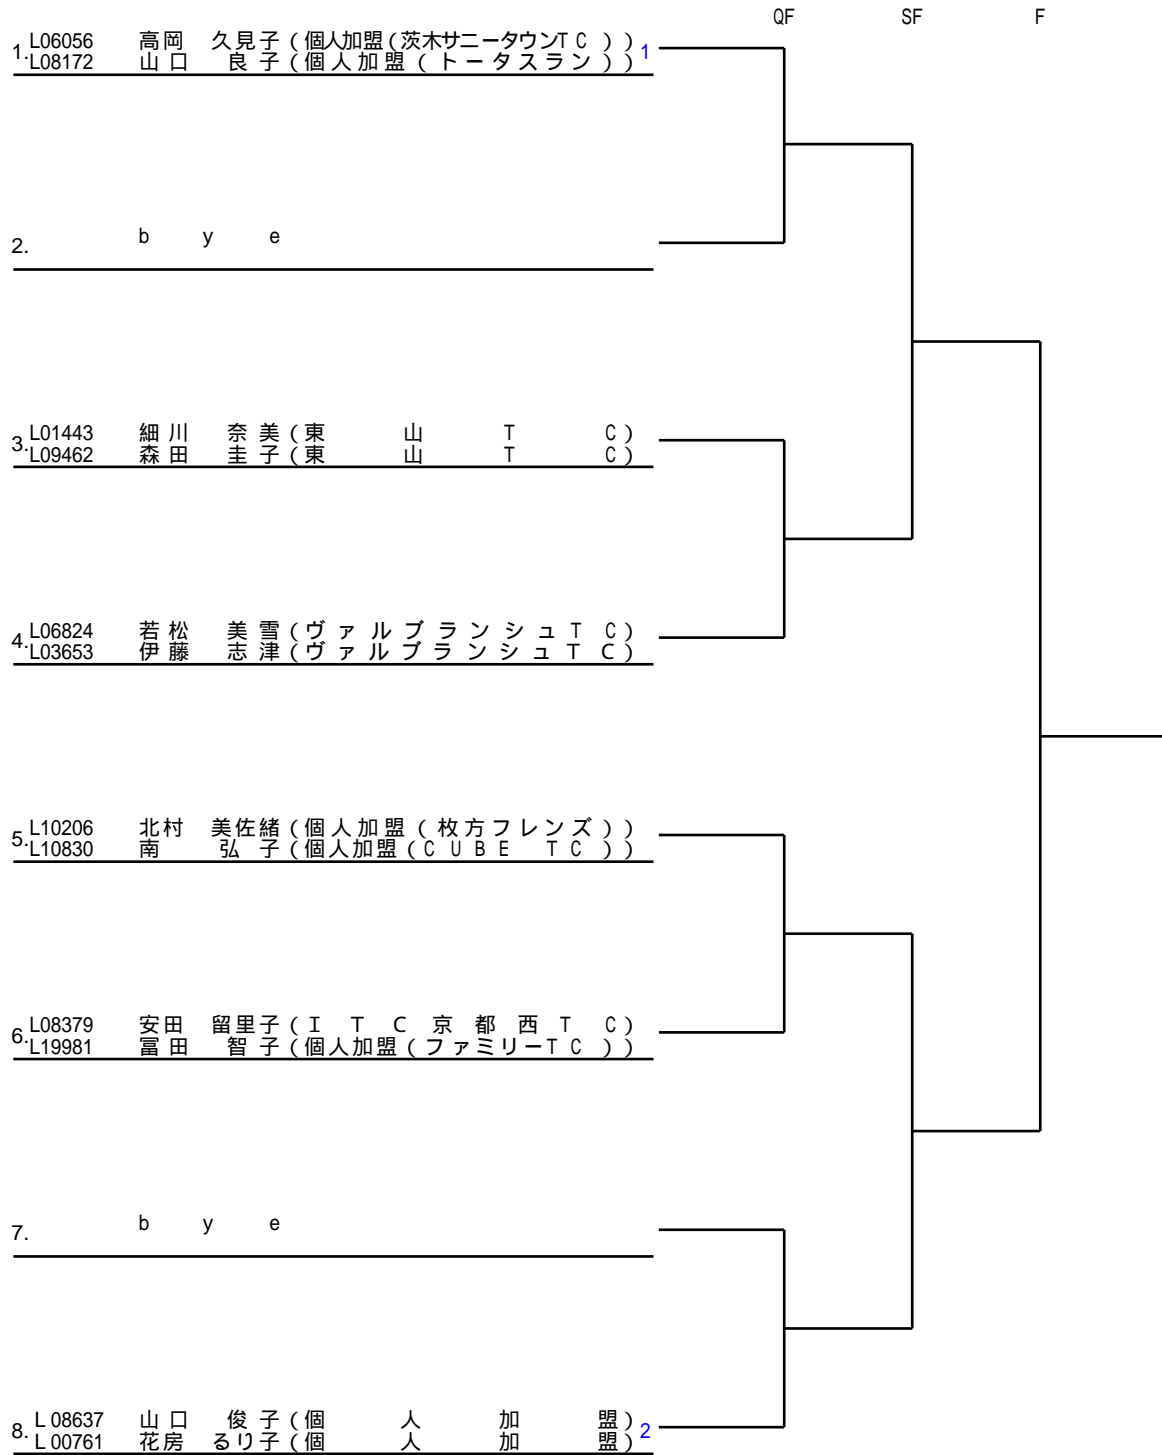 QF SF F
1. L06056 高岡 久見子(個人加盟(茨木サニータウンTC)) 1
L08172 山口 良子(個人加盟(トータスラン))
2. bye
3. L01443 細川 奈美(東山TC)
L09462 森田 圭子(東山TC)
4. L06824 若松 美雪(ヴァルブランシュTC)
L03653 伊藤 志津(ヴァルブランシュTC)
5. L10206 北村 美佐緒(個人加盟(枚方フレンズ))
L10830 南 弘子(個人加盟(CUBE TC))
6. L08379 安田 留里子(ITC京都西TC)
L19981 冨田 智子(個人加盟(ファミリーTC))
7. bye
8. L08637 山口 俊子(個人加盟) 2
L00761 花房 るり子(個人加盟)